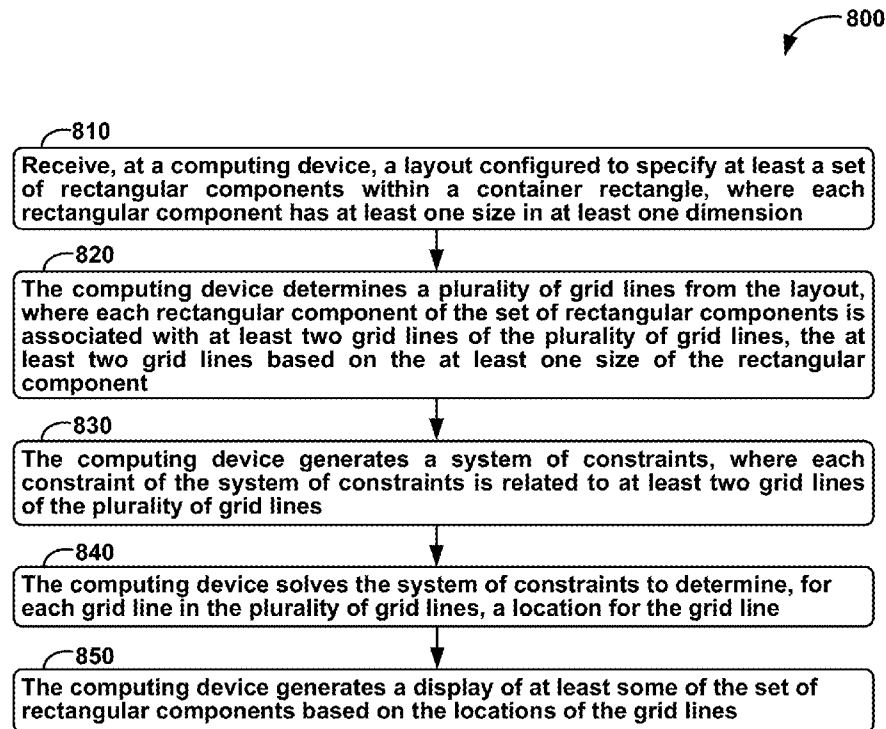 800
810
Receive, at a computing device, a layout configured to specify at least a set
of rectangular components within a container rectangle, where each
rectangular component has at least one size in at least one dimension
820
The computing device determines a plurality of grid lines from the layout,
where each rectangular component of the set of rectangular components is
associated with at least two grid lines of the plurality of grid lines, the at
least two grid lines based on the at least one size of the rectangular
component
830
The computing device generates a system of constraints, where each
constraint of the system of constraints is related to at least two grid lines
of the plurality of grid lines
840
The computing device solves the system of constraints to determine, for
each grid line in the plurality of grid lines, a location for the grid line
850
The computing device generates a display of at least some of the set of
rectangular components based on the locations of the grid lines